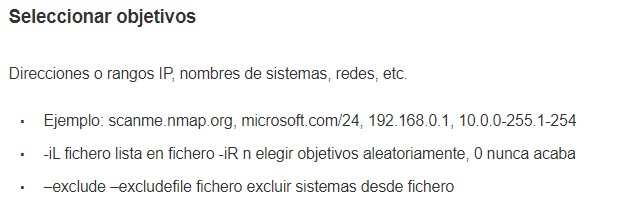 Seleccionar objetivos
Direcciones o rangos IP, nombres de sistemas, redes, etc.
• Ejemplo: scanme.nmap.org, microsoft.com/24, 192.168.0.1, 10.0.0-255.1-254
• -iL fichero lista en fichero -iR n elegir objetivos aleatoriamente, 0 nunca acaba
• –exclude –excludefile fichero excluir sistemas desde fichero